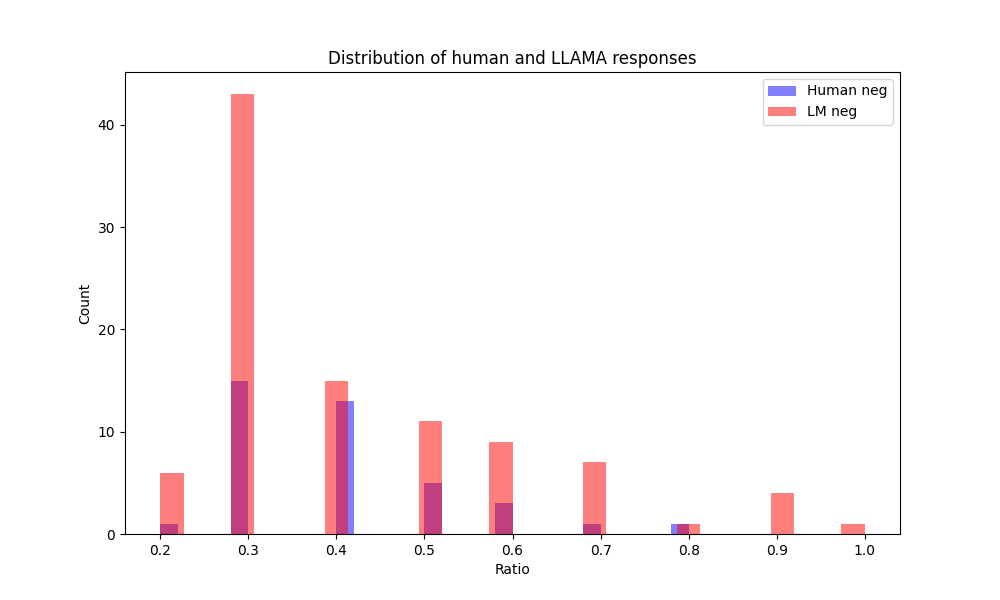 Distribution of human and LLAMA responses
Human neg
LM neg
Count
40
30
20
10
0
0.2 0.3 0.4 0.5 0.6 0.7 0.8 0.9 1.0
Ratio